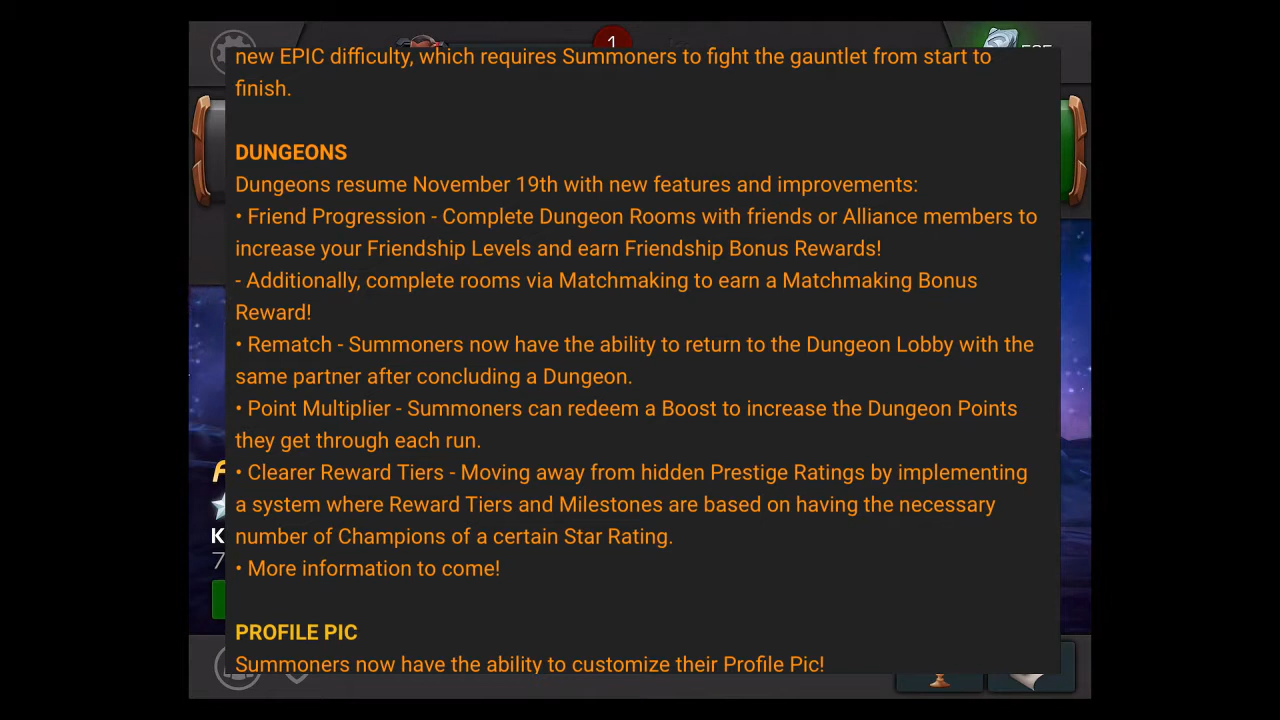 1
new EPIC difficulty, which requires Summoners to fight the gauntlet from start to
finish.
DUNGEONS
Dungeons resume November 19th with new features and improvements:
• Friend Progression - Complete Dungeon Rooms with friends or Alliance members to
increase your Friendship Levels and earn Friendship Bonus Rewards!
- Additionally, complete rooms via Matchmaking to earn a Matchmaking Bonus
Reward!
• Rematch - Summoners now have the ability to return to the Dungeon Lobby with the
same partner after concluding a Dungeon.
• Point Multiplier - Summoners can redeem a Boost to increase the Dungeon Points
they get through each run.
• Clearer Reward Tiers - Moving away from hidden Prestige Ratings by implementing
a system where Reward Tiers and Milestones are based on having the necessary
number of Champions of a certain Star Rating.
• More information to come!
PROFILE PIC
Summoners now have the ability to customize their Profile Pic!